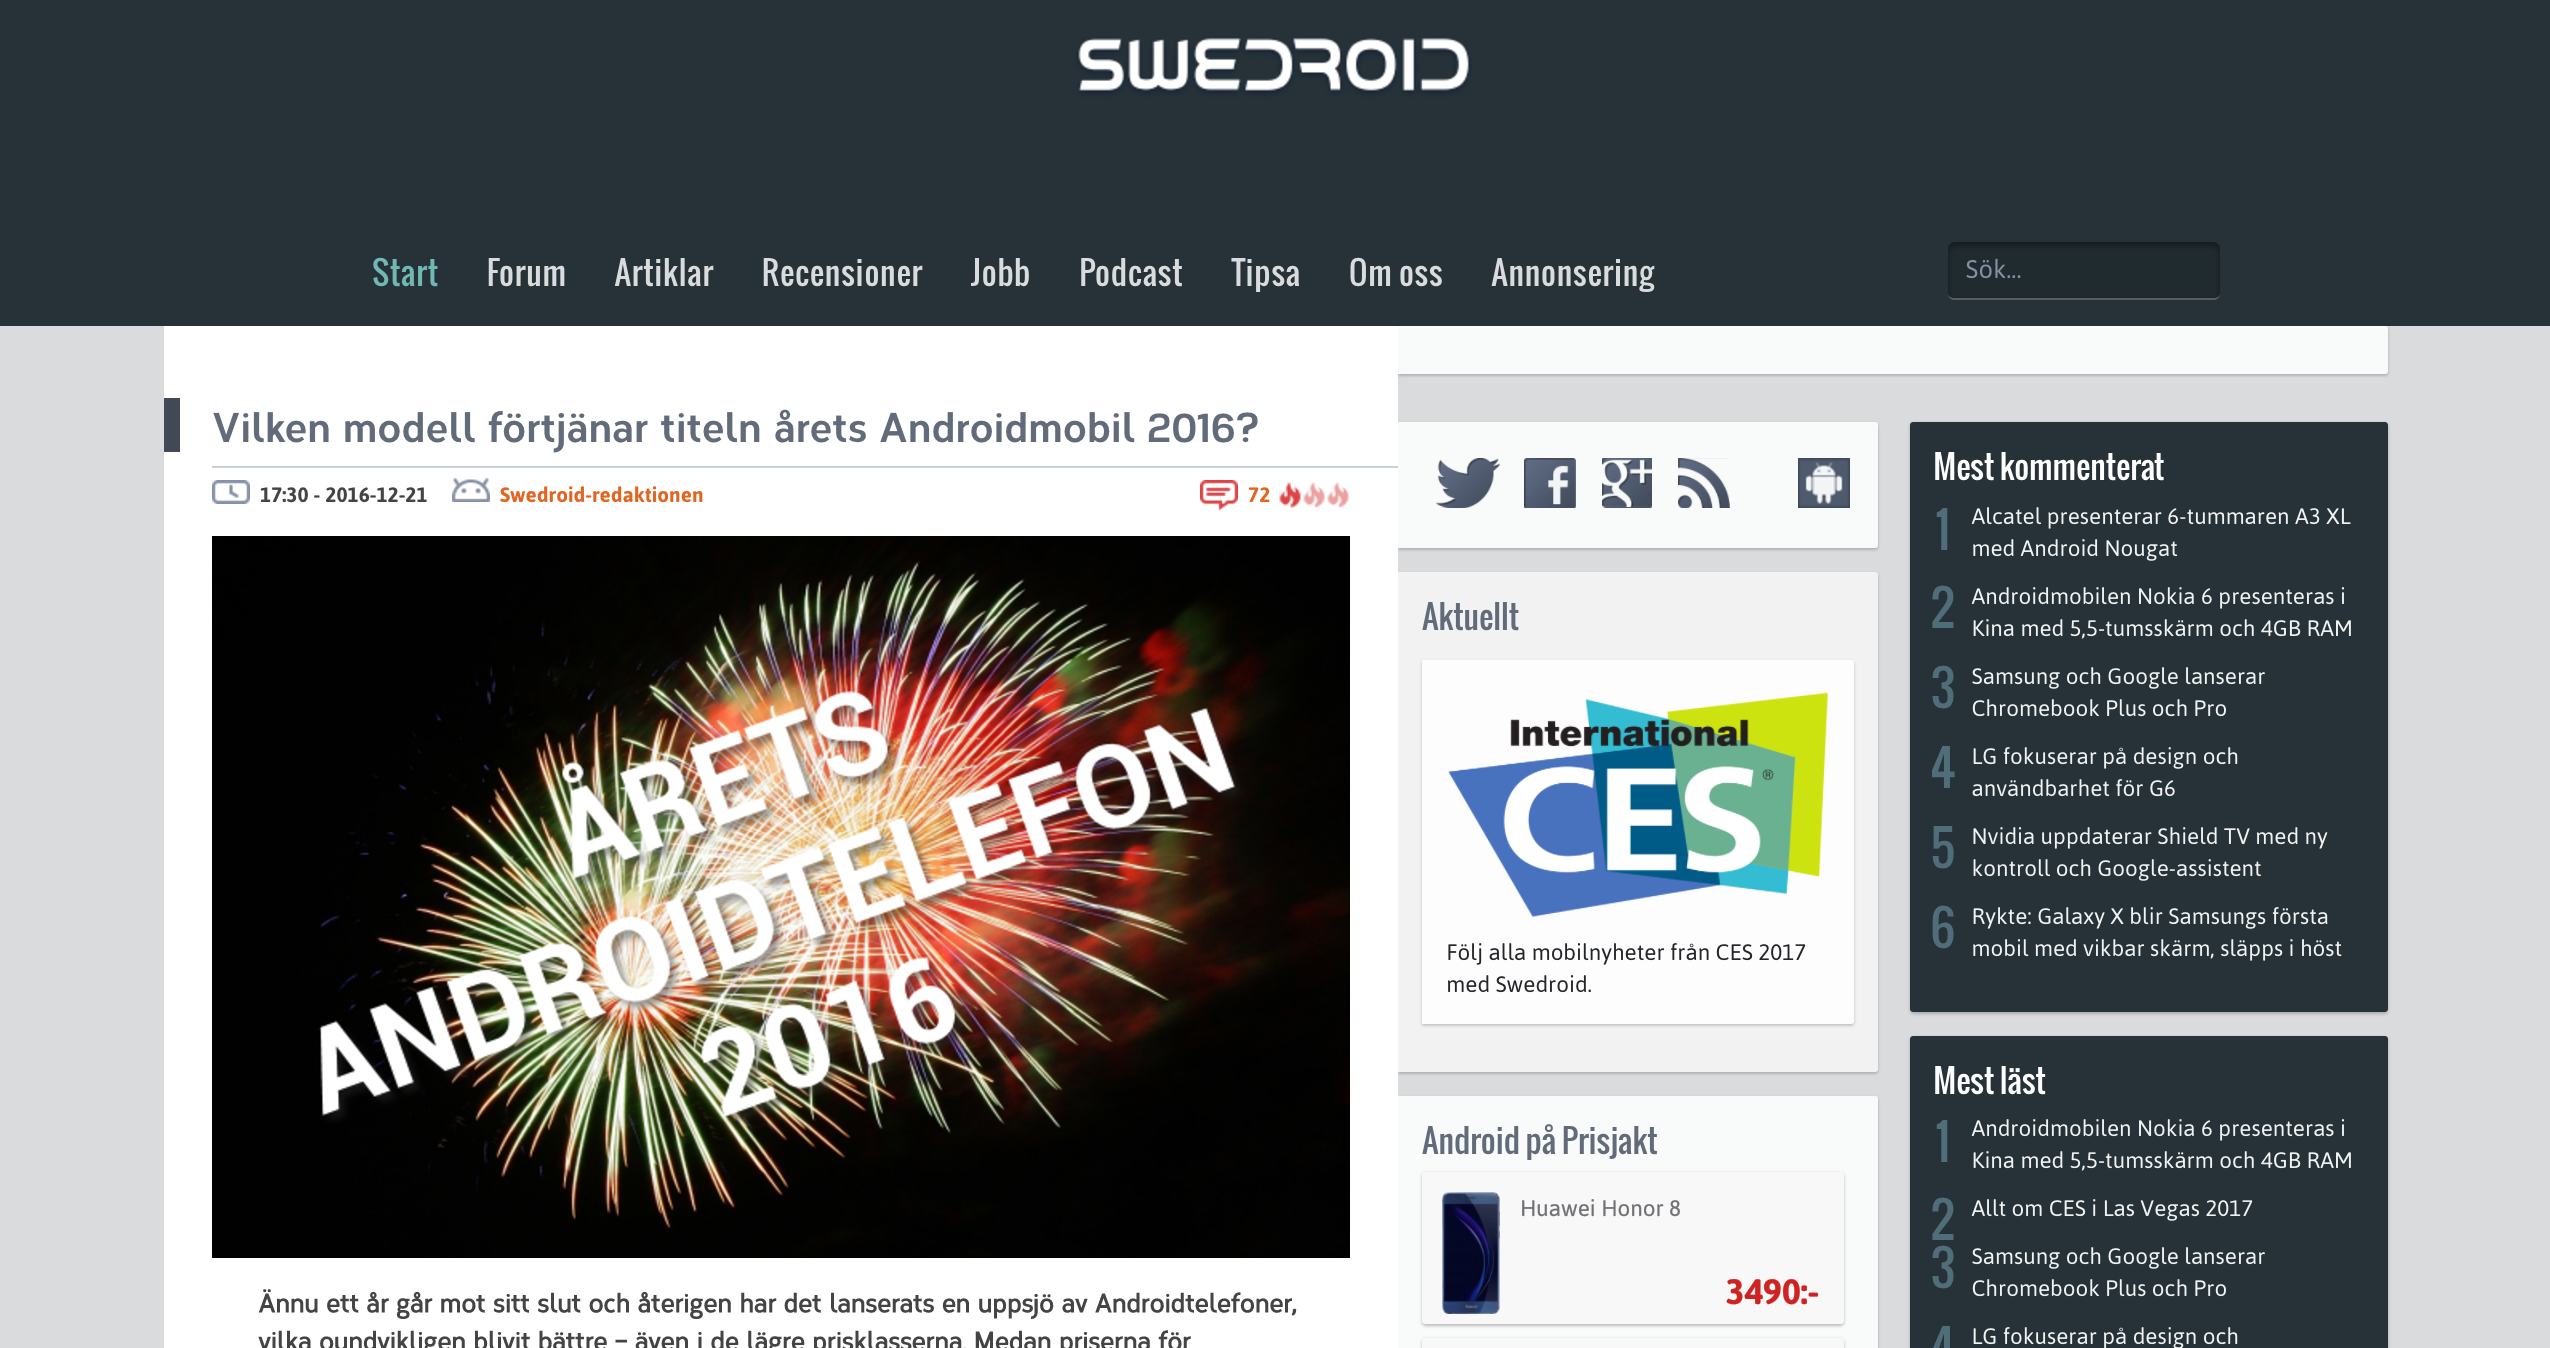 SWEDROID
Start Forum Artiklar Recensioner Jobb Podcast Tipsa Om oss Annonsering
Sök...
Vilken modell förtjänar titeln årets Androidmobil 2016?
17:30 - 2016-12-21 Swedroid-redaktionen 72
ÅRETS
ANDROIDTELEFON
2016
Ännu ett år går mot sitt slut och återigen har det lanserats en uppsjö av Androidtelefoner,
vilka oundvikligen blivit bättre – även i de lägre prisklasserna. Medan priserna för
Aktuellt
International
CES®
Följ alla mobilnyheter från CES 2017
med Swedroid.
Android på Prisjakt
Huawei Honor 8
3490:-
Mest kommenterat
1 Alcatel presenterar 6-tummaren A3 XL
med Android Nougat
2 Androidmobilen Nokia 6 presenteras i
Kina med 5,5-tumsskärm och 4GB RAM
3 Samsung och Google lanserar
Chromebook Plus och Pro
4 LG fokuserar på design och
användbarhet för G6
5 Nvidia uppdaterar Shield TV med ny
kontroll och Google-assistent
6 Rykte: Galaxy X blir Samsungs första
mobil med vikbar skärm, släpps i höst
Mest läst
1 Androidmobilen Nokia 6 presenteras i
Kina med 5,5-tumsskärm och 4GB RAM
2 Allt om CES i Las Vegas 2017
3 Samsung och Google lanserar
Chromebook Plus och Pro
4 LG fokuserar på design och